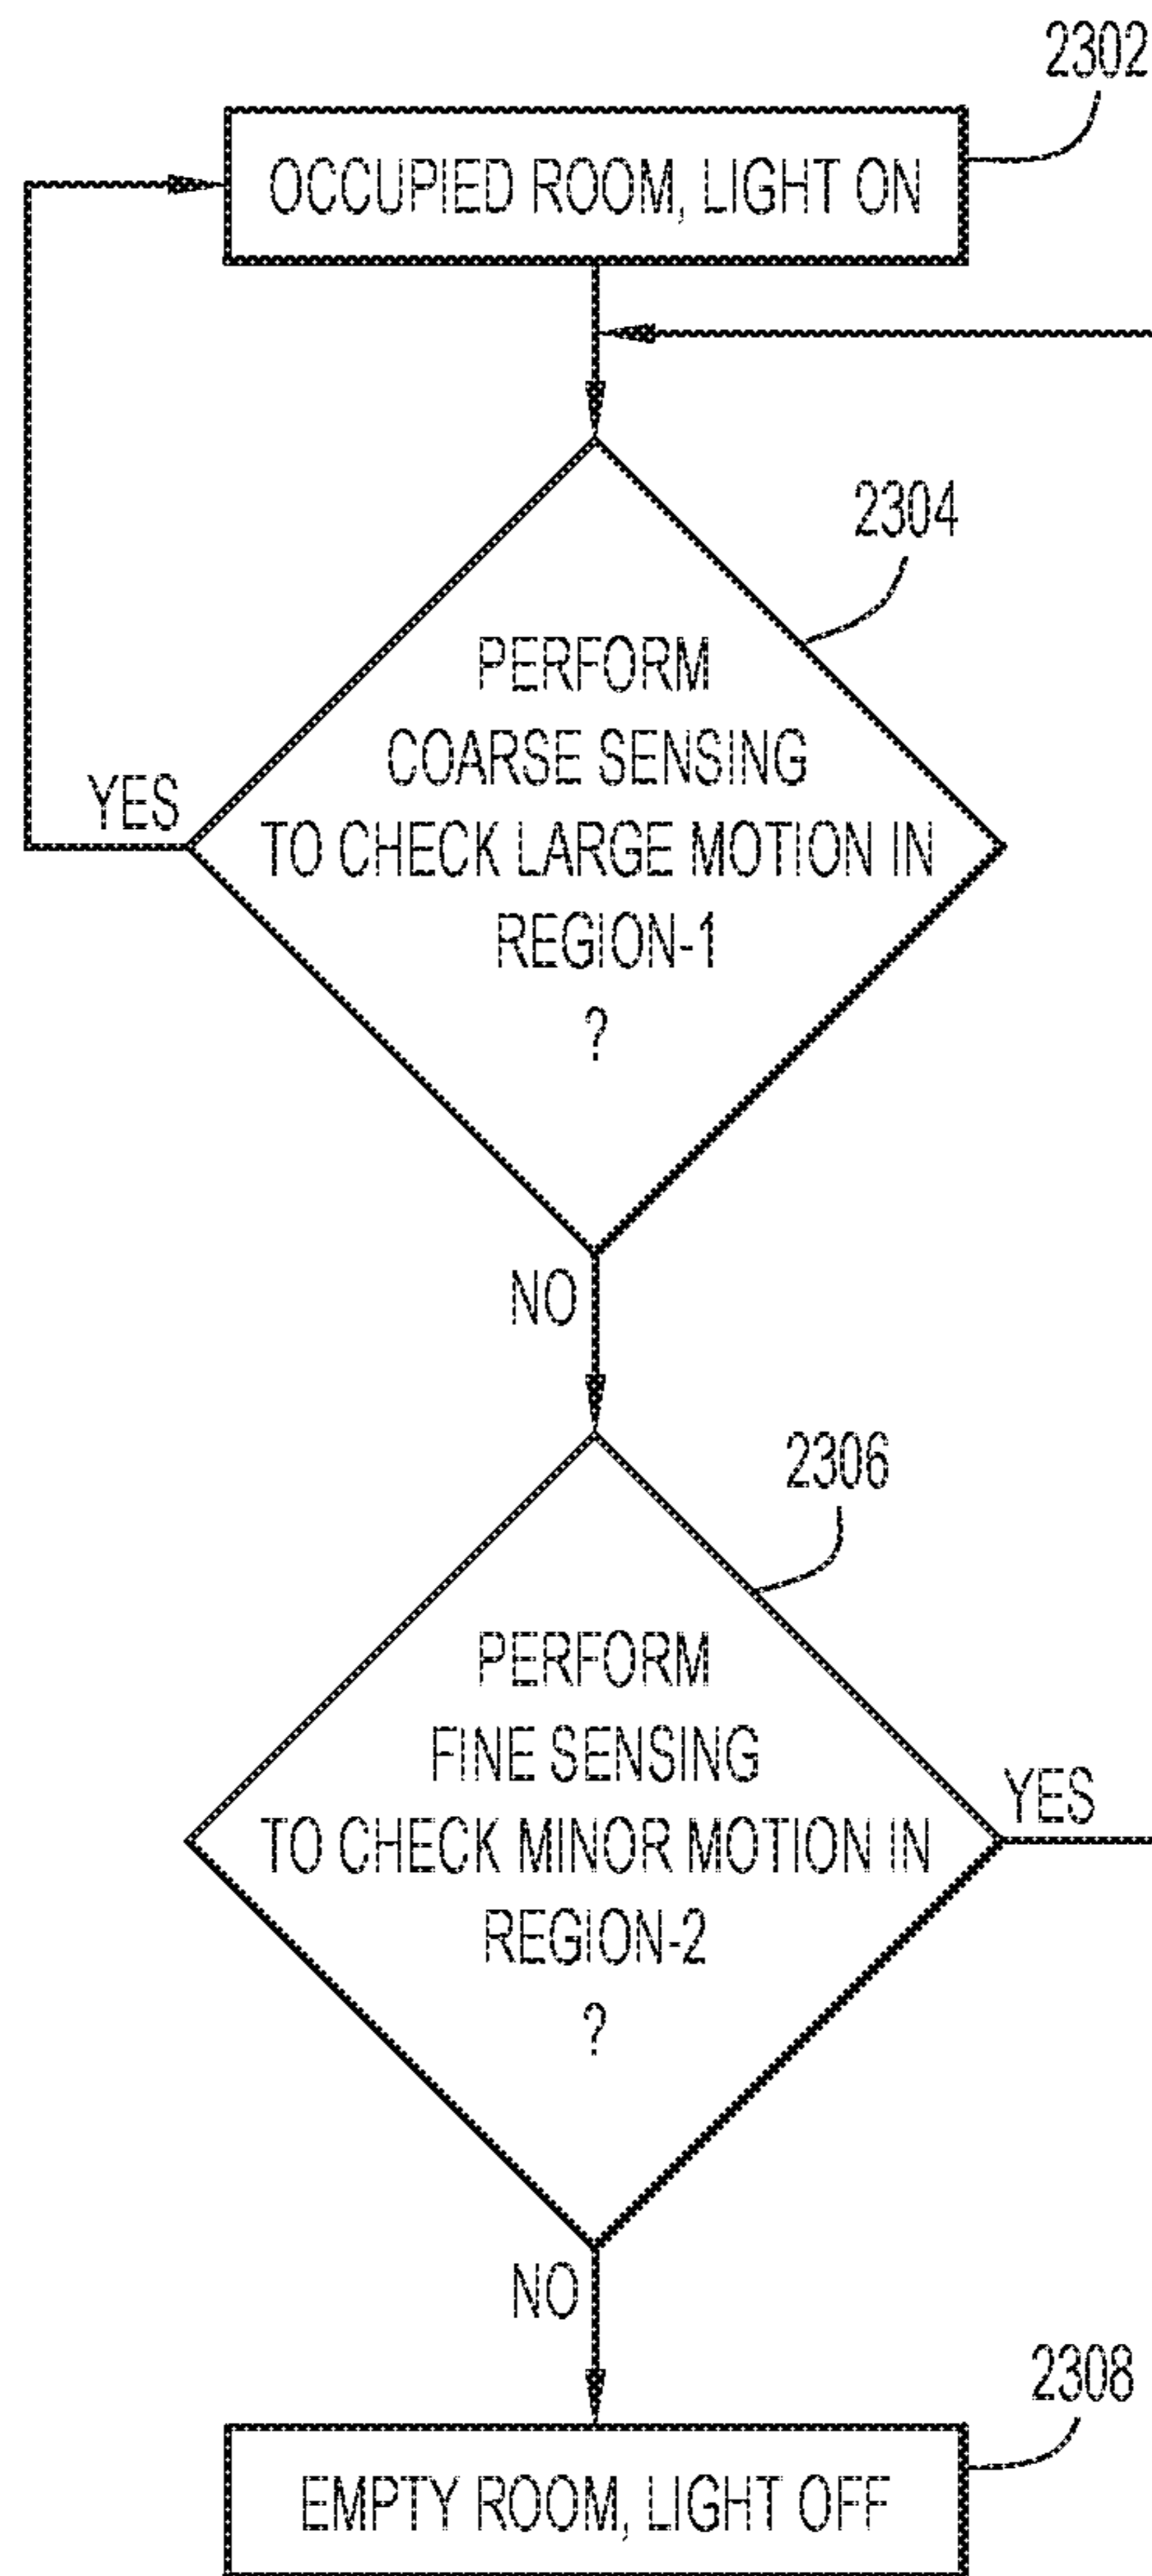 2302
OCCUPIED ROOM, LIGHT ON
2304
PERFORM
COARSE SENSING
TO CHECK LARGE MOTION IN
REGION-1
?
YES
NO
2306
PERFORM
FINE SENSING
TO CHECK MINOR MOTION IN
REGION-2
?
YES
NO
2308
EMPTY ROOM, LIGHT OFF